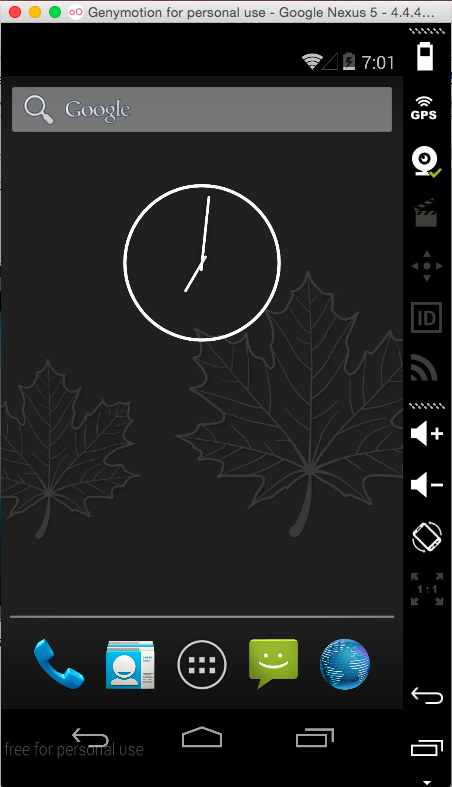 Genymotion for personal use - Google Nexus 5 - 4.4.4...
7:01
GPS
Google
ID
1:1
free for personal use